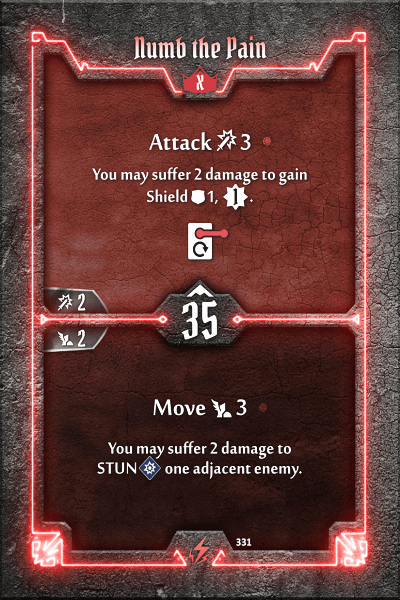 Numb the Pain
X
Attack 3
You may suffer 2 damage to gain
Shield 1, 1.
2
35
2
Move 3
You may suffer 2 damage to
STUN one adjacent enemy.
331